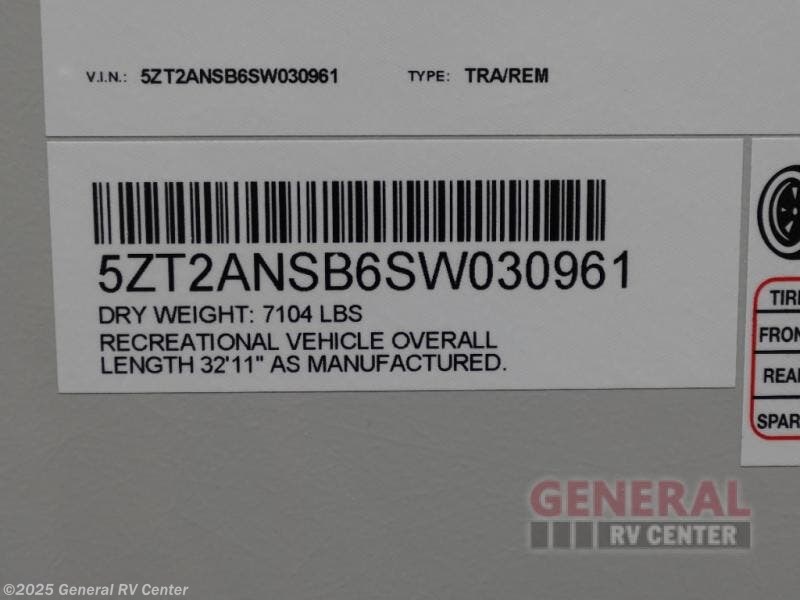 V.I.N.: 5ZT2ANSB6SW030961 TYPE: TRA/REM
5ZT2ANSB6SW030961
DRY WEIGHT: 7104 LBS
RECREATIONAL VEHICLE OVERALL
LENGTH 32'11" AS MANUFACTURED.
TIR
FRON
REA
SPAR
GENERAL
RV CENTER
©2025 General RV Center